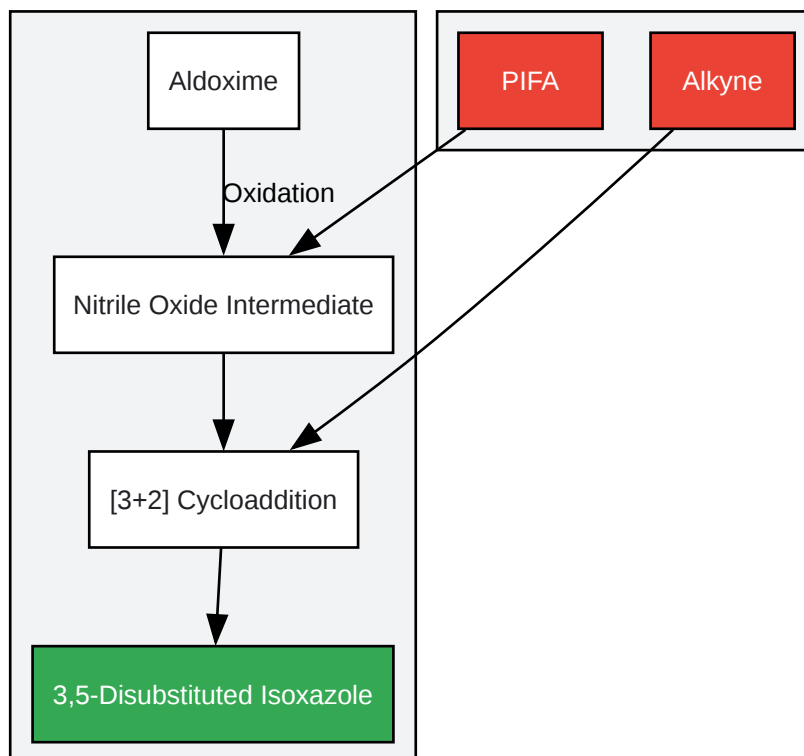 Aldoxime
PIFA
Alkyne
Oxidation
Nitrile Oxide Intermediate
[3+2] Cycloaddition
3,5-Disubstituted Isoxazole